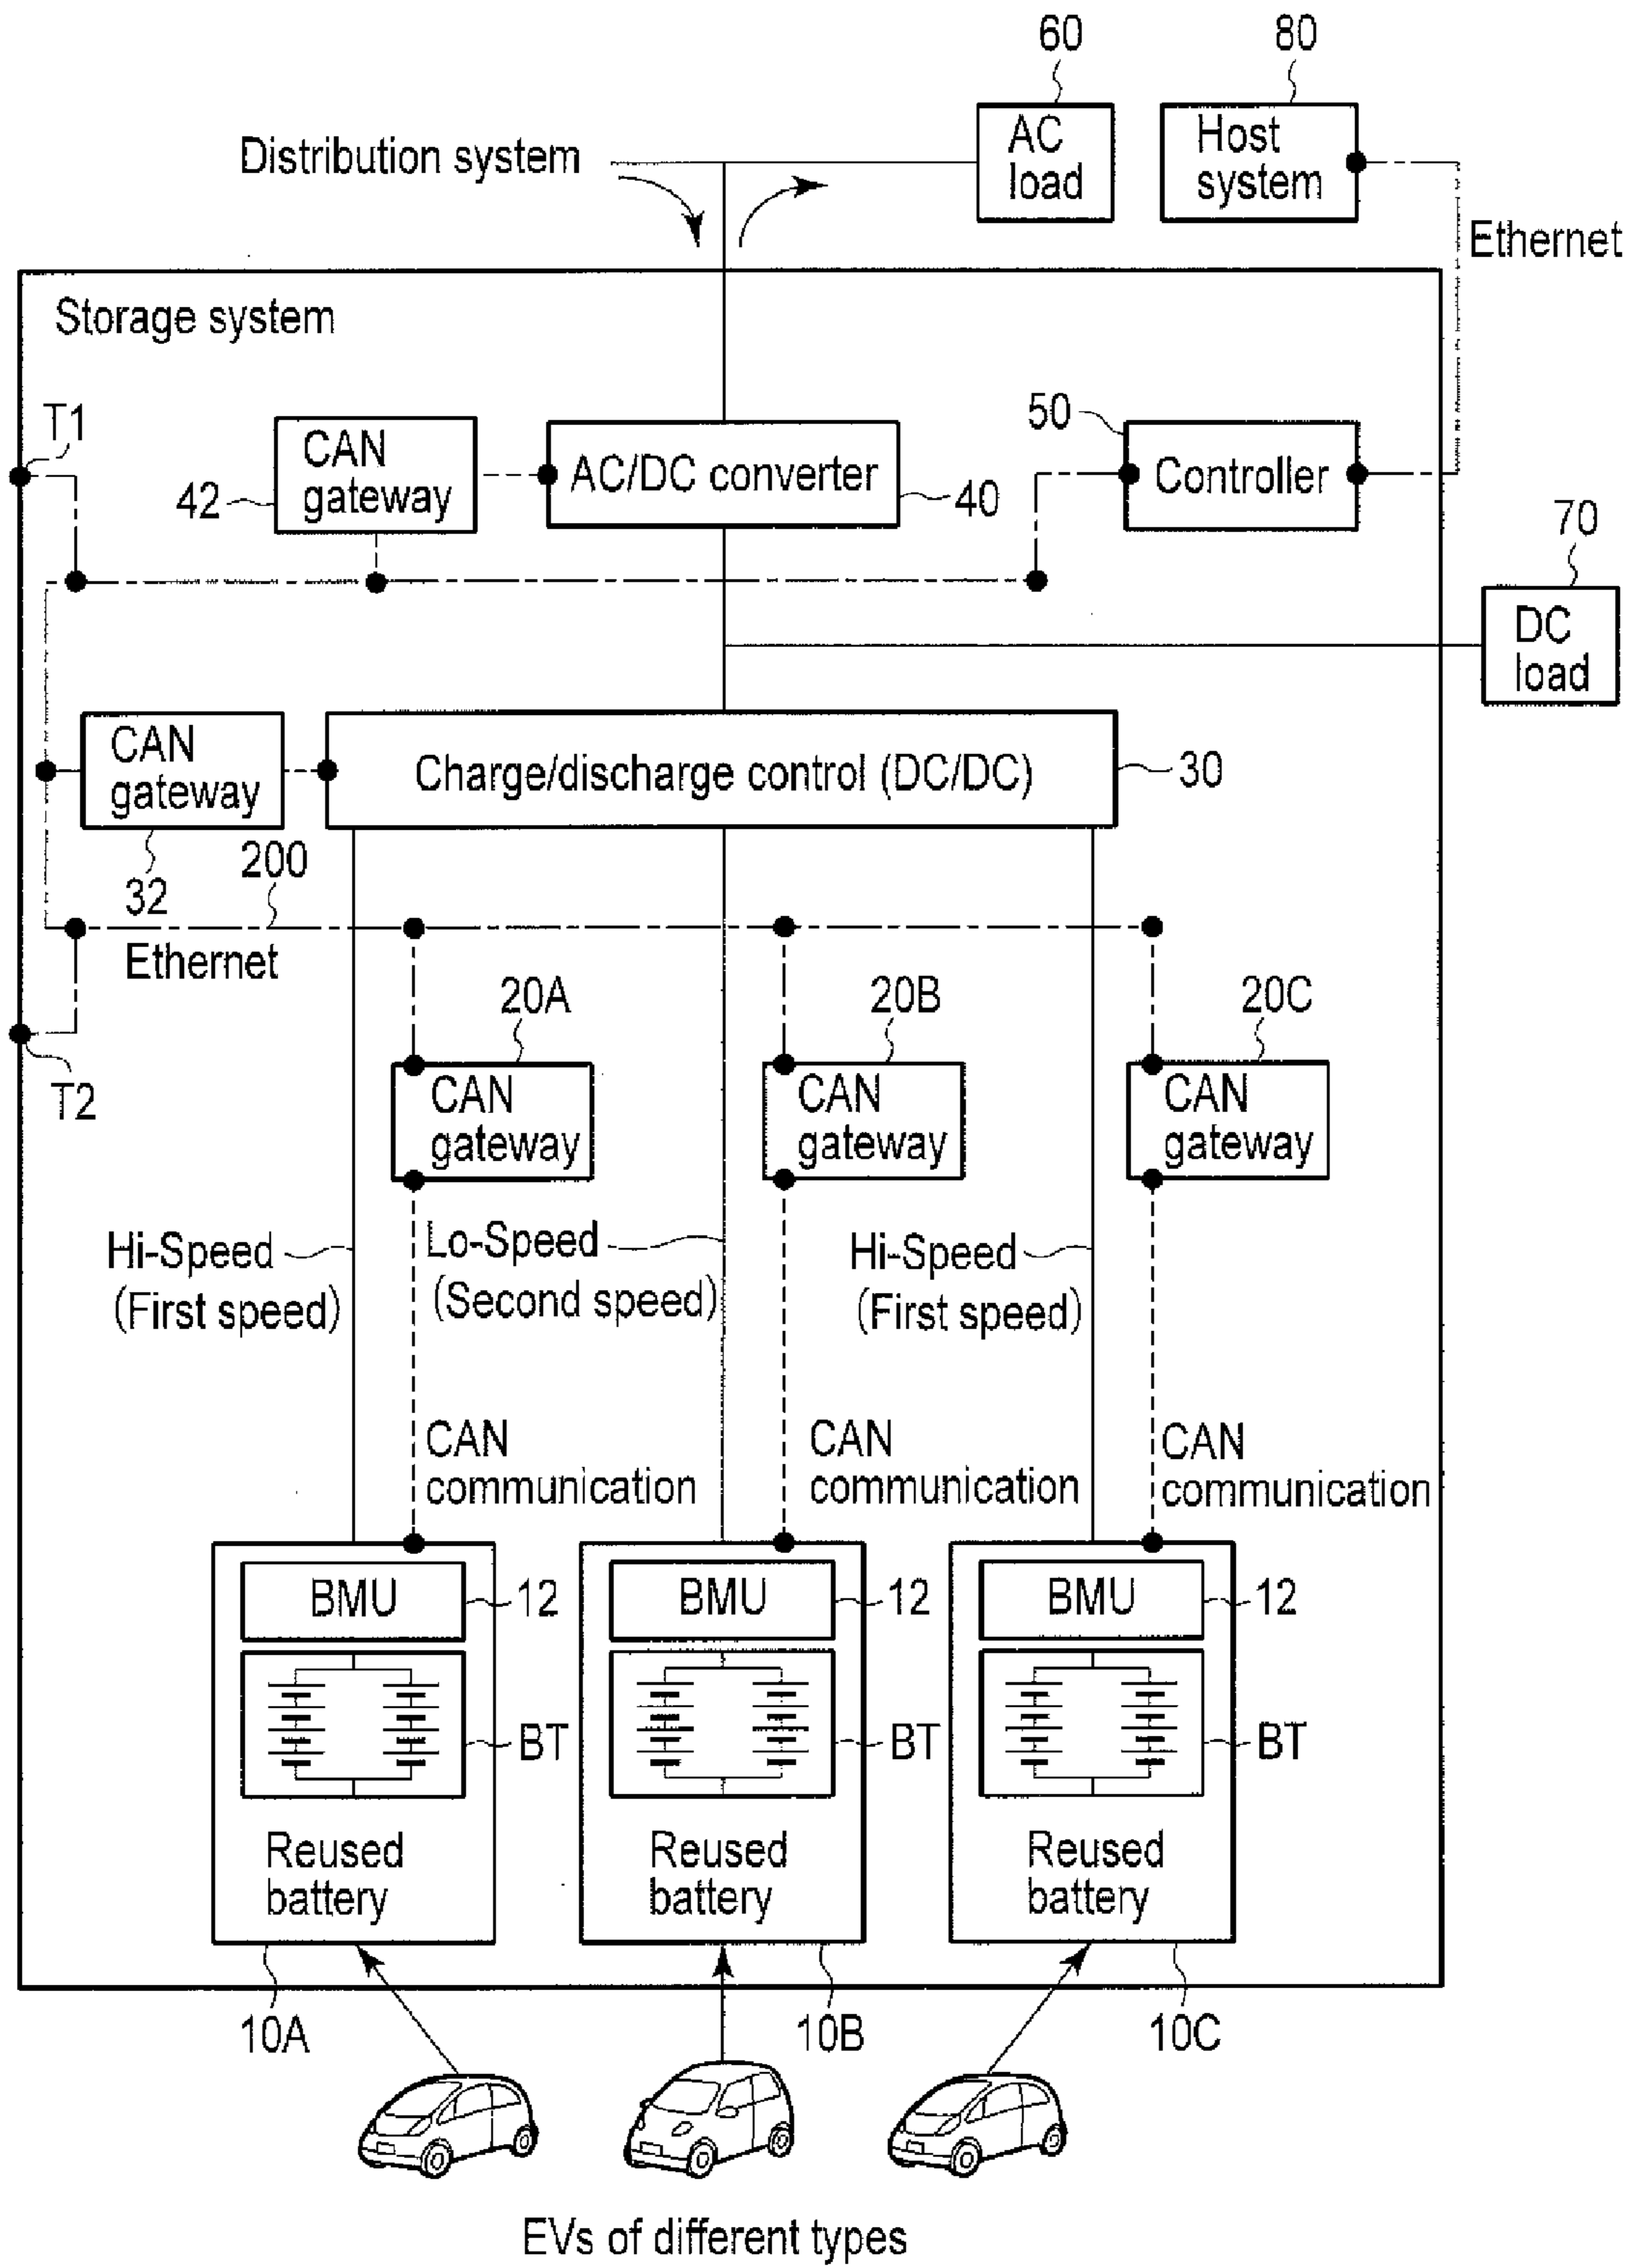 60
80
Distribution system
AC
load
Host
system
Ethernet
Storage system
T1
CAN
gateway
42
AC/DC converter
40
50
Controller
70
DC
load
CAN
gateway
32
Charge/discharge control (DC/DC)
30
200
Ethernet
T2
20A
20B
20C
CAN
gateway
CAN
gateway
CAN
gateway
Hi-Speed
(First speed)
Lo-Speed
(Second speed)
Hi-Speed
(First speed)
CAN
communication
CAN
communication
CAN
communication
BMU
12
BMU
12
BMU
12
BT
BT
BT
Reused
battery
Reused
battery
Reused
battery
10A
10B
10C
EVs of different types